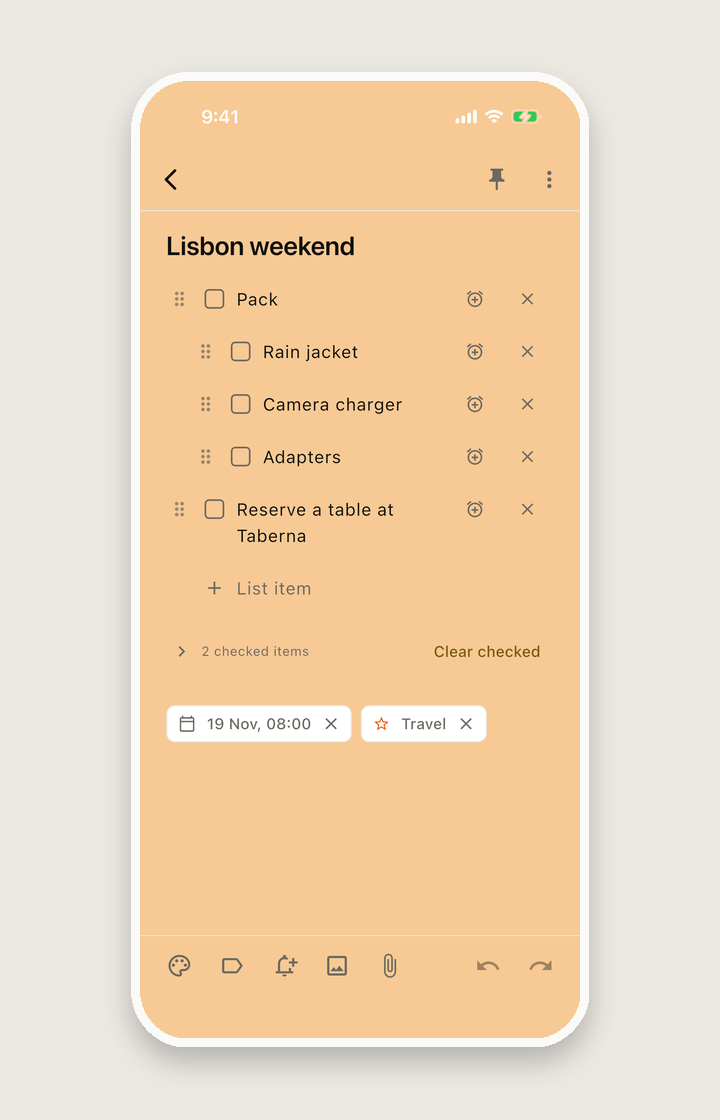 9:41
Lisbon weekend
Pack
Rain jacket
Camera charger
Adapters
Reserve a table at
Taberna
List item
2 checked items
Clear checked
19 Nov, 08:00
Travel